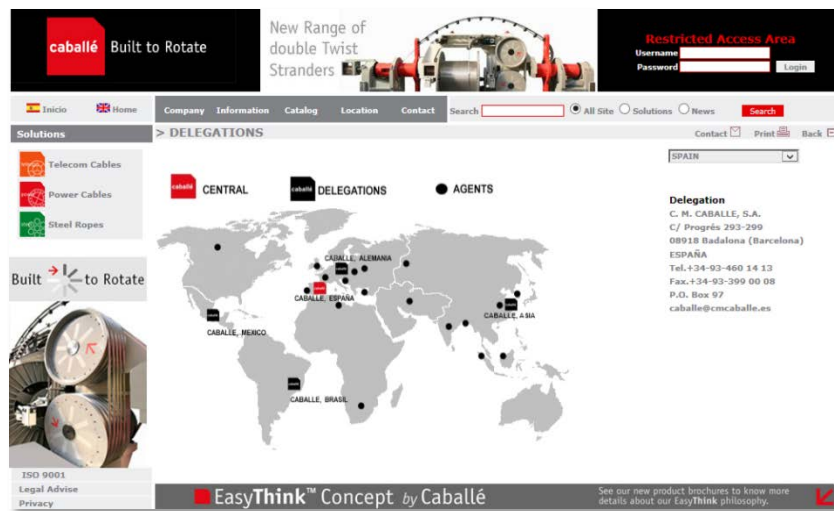 caballé Built to Rotate
New Range of
double Twist
Stranders
Restricted Access Area
Username
Password
Login
Inicio Home
Company Information Catalog Location Contact
Search All Site Solutions News Search
Solutions
> DELEGATIONS
Contact Print Back
Telecom Cables
Power Cables
Steel Ropes
SPAIN
caballé CENTRAL caballé DELEGATIONS AGENTS
Delegation
C. M. CABALLE, S.A.
C/ Progrés 293-299
08918 Badalona (Barcelona)
ESPAÑA
Tel.+34-93-460 14 13
Fax.+34-93-399 00 08
P.O. Box 97
caballe@cmcaballe.es
CABALLE, ALEMANIA
CABALLE, ESPAÑA
CABALLE, MEXICO
CABALLE, ASIA
CABALLE, BRASIL
Built to Rotate
ISO 9001
Legal Advise
Privacy
EasyThink™ Concept by Caballé
See our new product brochures to know more
details about our EasyThink philosophy.